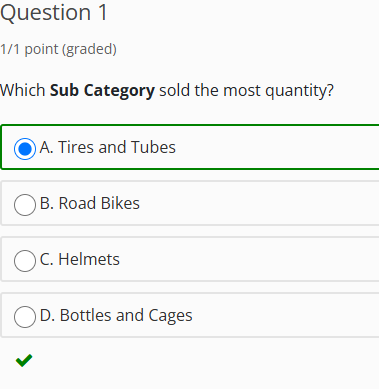 Question 1
1/1 point (graded)
Which Sub Category sold the most quantity?
A. Tires and Tubes
B. Road Bikes
C. Helmets
D. Bottles and Cages